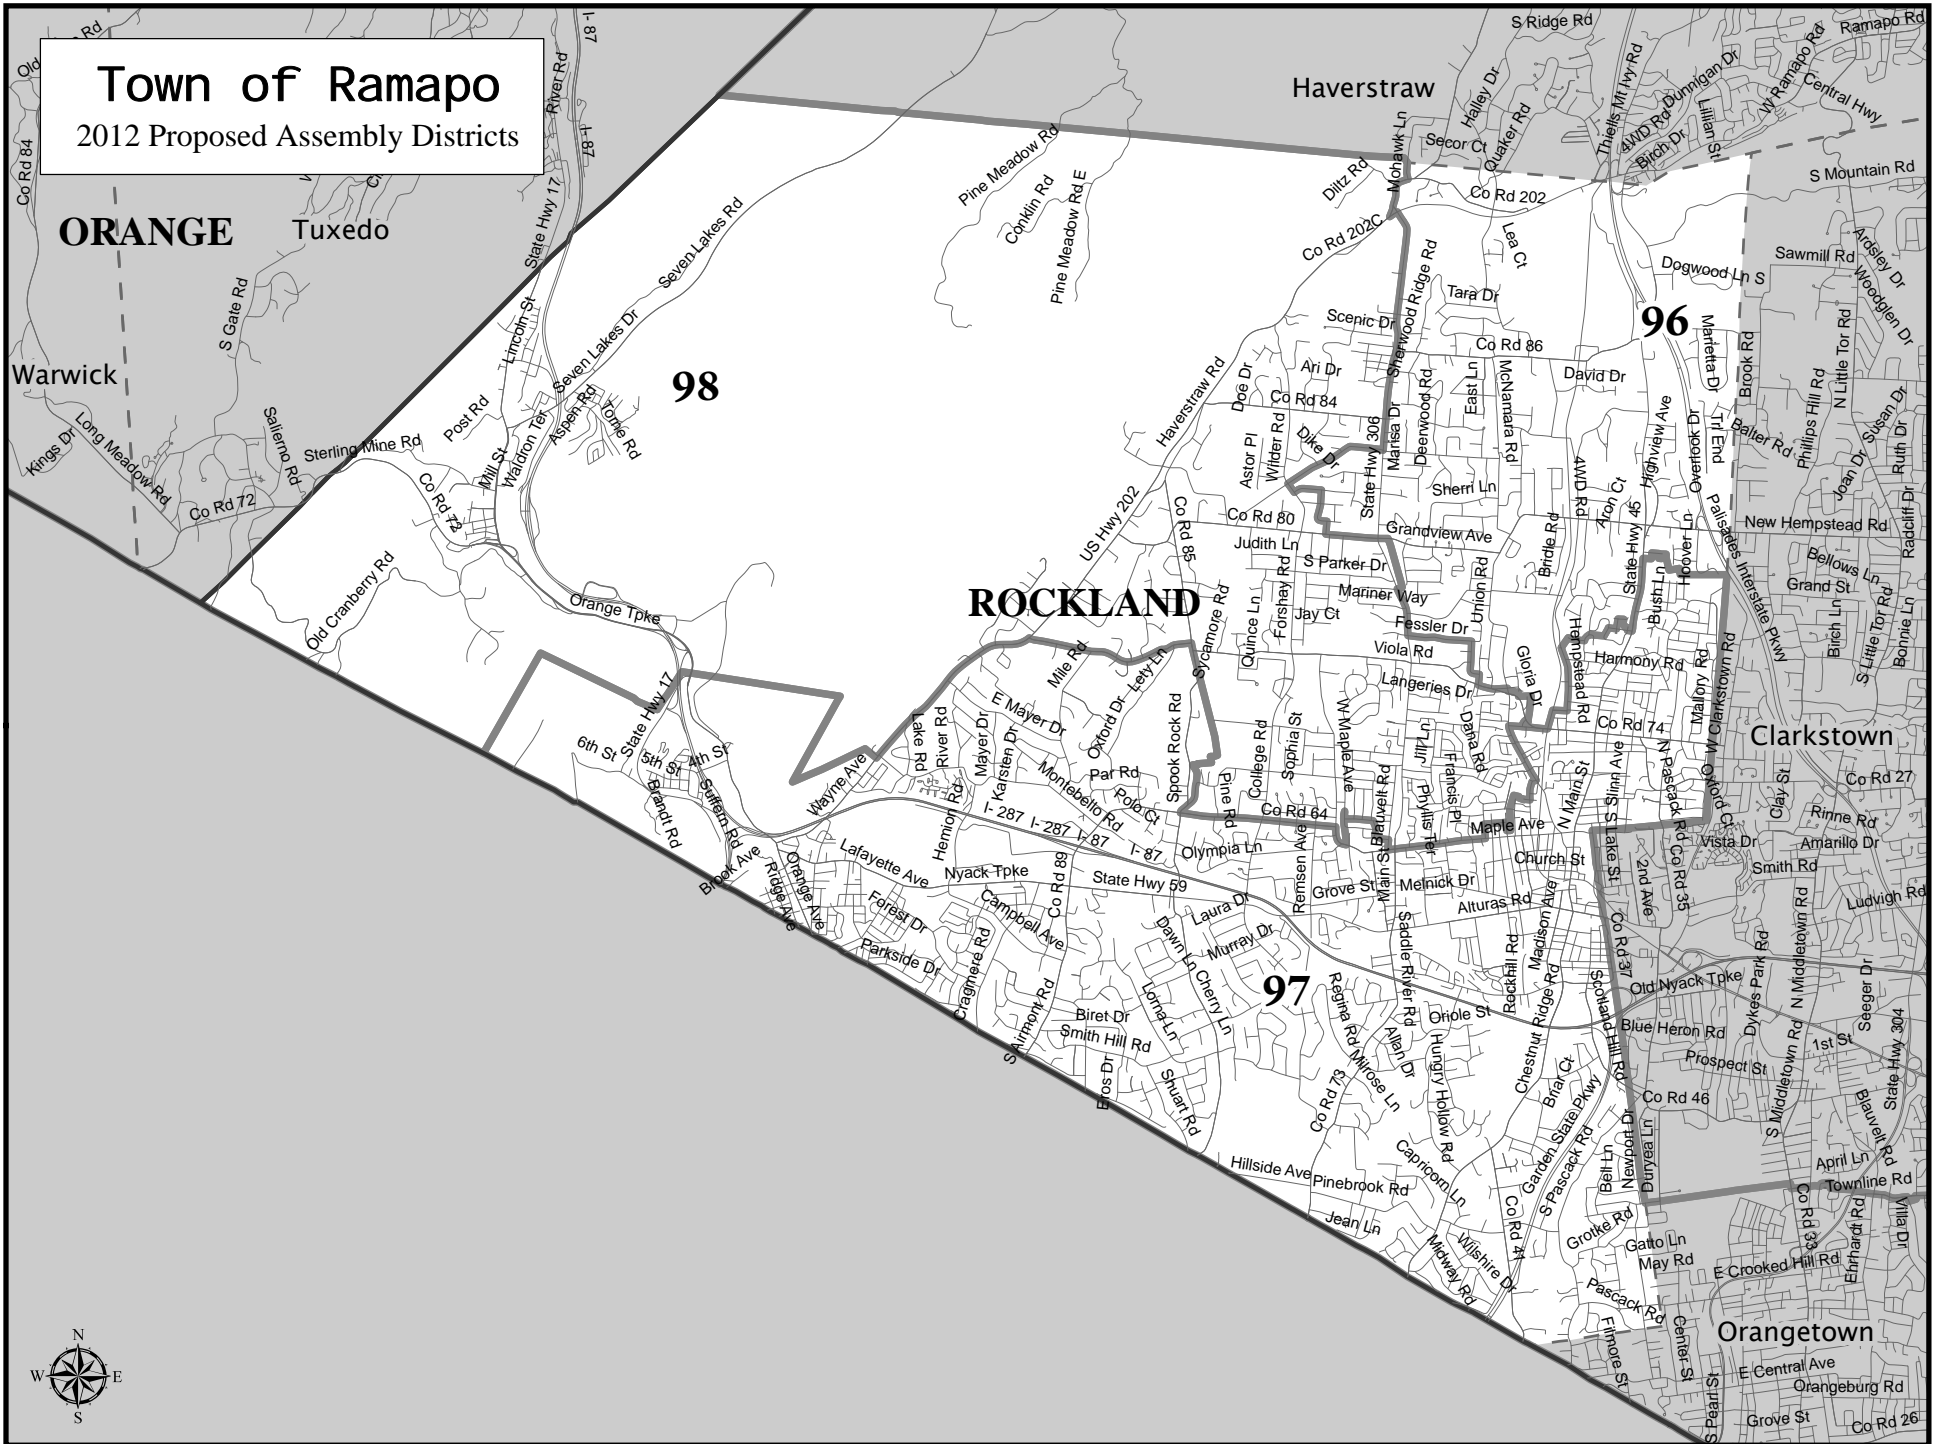 Town of Ramapo
2012 Proposed Assembly Districts
Co Rd 84
I- 87
River Rd
I- 87
State Hwy 17
ORANGE
Tuxedo
S Gate Rd
Warwick
Kings Dr
Long Meadow Rd
Salierno Rd
Co Rd 72
Sterling Mine Rd
Post Rd
Lincoln St
Mill St
Waldron Ter
Aspen Rd
Tome Rd
Seven Lakes Dr
Seven Lakes Rd
98
Co Rd 72
Old Cranberry Rd
Orange Tpke
Pine Meadow Rd
Conklin Rd
Pine Meadow Rd E
Haverstraw
S Ridge Rd
Halley Dr
Quaker Rd
Secor Ct
Mohawk Ln
Diltz Rd
Thiells Mt Ivy Rd
4WD Rd
Dunnigan Dr
Birch Dr
Lillian St
W Ramapo Rd
Ramapo Rd
Central Hwy
S Mountain Rd
Co Rd 202
Co Rd 202C
Lea Ct
Dogwood Ln S
Sawmill Rd
Ardsley Dr
Woodglen Dr
96
Tara Dr
Scenic Dr
Sherwood Ridge Rd
Co Rd 86
Marietta Dr
Brook Rd
N Little Tor Rd
Ari Dr
Doe Dr
Co Rd 84
Haverstraw Rd
Astor Pl
Wilder Rd
Dike Dr
State Hwy 306
Marisa Dr
Deerwood Rd
East Ln
McNamara Rd
David Dr
Highview Ave
Overlook Dr
Trl End
Balter Rd
Phillips Hill Rd
Joan Dr
Susan Dr
Ruth Dr
Radcliff Dr
Sherri Ln
4WD Rd
Aron Ct
State Hwy 45
Hoover Ln
Palisades Interstate Pkwy
New Hempstead Rd
US Hwy 202
Co Rd 85
Co Rd 80
Judith Ln
Grandview Ave
S Parker Dr
Bridle Rd
Bush Ln
Bellows Ln
Grand St
ROCKLAND
Sycamore Rd
Quince Ln
Forshay Rd
Jay Ct
Mariner Way
Union Rd
Fessler Dr
Viola Rd
Langeries Dr
Gloria Dr
Hempstead Rd
Harmony Rd
Mallory Rd
W Clarkstown Rd
Birch Ln
S Little Tor Rd
Bonnie Ln
Clarkstown
Mile Rd
Lety Ln
E Mayer Dr
Oxford Dr
Spook Rock Rd
Lake Rd
River Rd
Mayer Dr
Karsten Dr
Par Rd
Montebello Rd
Polo Ct
Pine Rd
College Rd
Sophia St
W Maple Ave
Jill Ln
Dana Rd
Francis Pl
Co Rd 74
N Main St
S Slinn Ave
N Pascack Rd
Oxford Ct
Clay St
Co Rd 27
Rinne Rd
Amarillo Dr
State Hwy 17
6th St
5th St
4th St
Brandt Rd
Suffern Rd
Wayne Ave
Hemion Rd
I- 287
I- 287
I- 87
I- 87
Co Rd 64
Olympia Ln
Remsen Ave
Blauvelt Rd
Phyllis Ter
Maple Ave
Church St
S Lake St
2nd Ave
Co Rd 35
Vista Dr
Smith Rd
Ludvigh Rd
Brook Ave
Ridge Ave
Orange Ave
Lafayette Ave
Nyack Tpke
Co Rd 89
State Hwy 59
Grove St
Main St
Melnick Dr
Alturas Rd
Forest Dr
Parkside Dr
Campbell Ave
Cragmere Rd
Laura Dr
Dawn Ln
Murray Dr
Cherry Ln
Lorna Ln
97
Saddle River Rd
Rockhill Rd
Madison Ave
Co Rd 37
Old Nyack Tpke
Dykes Park Rd
N Middletown Rd
Seeger Dr
State Hwy 304
S Airmont Rd
Biret Dr
Smith Hill Rd
Eros Dr
Shuart Rd
Regina Rd
Allan Dr
Milrose Ln
Oriole St
Co Rd 73
Hungry Hollow Rd
Chestnut Ridge Rd
Scotland Hill Rd
Blue Heron Rd
Prospect St
1st St
Co Rd 46
S Middletown Rd
Blauvelt Rd
Briar Ct
Garden State Pkwy
S Pascack Rd
Bell Ln
Newport Dr
Duryea Ln
April Ln
Townline Rd
Hillside Ave
Pinebrook Rd
Capricorn Ln
Jean Ln
Co Rd 41
Grotke Rd
Gatto Ln
May Rd
Co Rd 33
Ehrhardt Rd
Villa Dr
E Crooked Hill Rd
Midway Rd
Wilshire Dr
Pascack Rd
Filmore St
Center St
Orangetown
E Central Ave
Orangeburg Rd
S Pearl St
Grove St
Co Rd 26
N
W
E
S